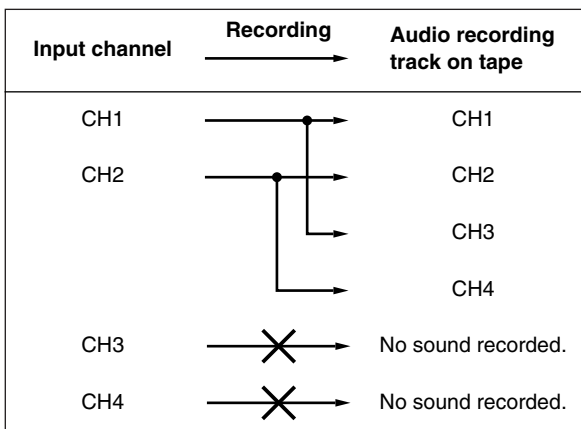 Input channel Recording Audio recording
track on tape
CH1 CH1
CH2 CH2
CH3
CH4
CH3 No sound recorded.
CH4 No sound recorded.